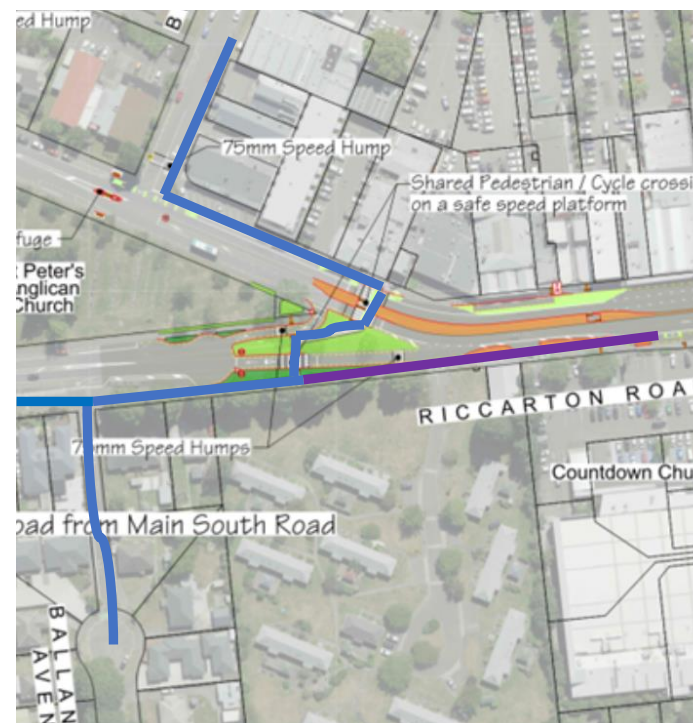 ed Hump
B
75mm Speed Hump
Shared Pedestrian / Cycle crossi
on a safe speed platform
fuge
Peter's
nglican
Church
RICCARTON ROA
mm Speed Humps
Countdown Chu
oad from Main South Road
BALLAN
AVEN